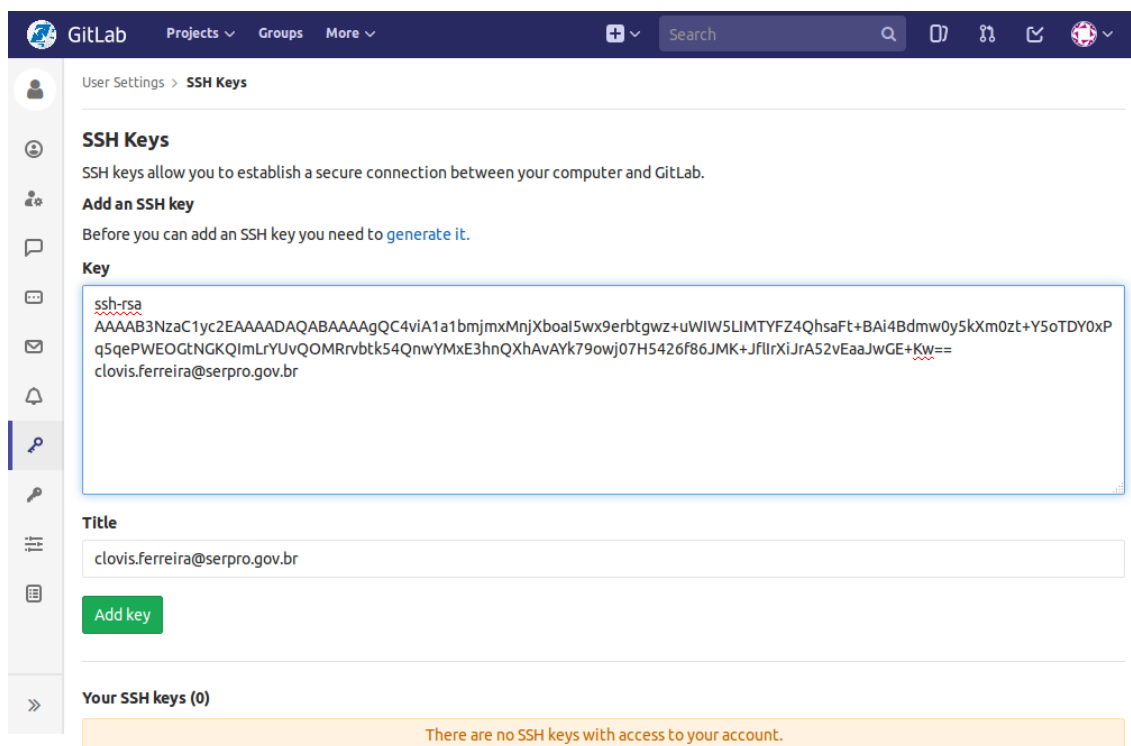 GitLab Projects Groups More Search
User Settings > SSH Keys
SSH Keys
SSH keys allow you to establish a secure connection between your computer and GitLab.
Add an SSH key
Before you can add an SSH key you need to generate it.
Key
ssh-rsa
AAAAB3NzaC1yc2EAAAADAQABAAAAgQC4viA1a1bmjmxMnjXboaI5wx9erbtgwz+uWIW5LIMTYFZ4QhsaFt+BAi4Bdmw0y5kXm0zt+Y5oTDY0xP
q5qePWEOGtNGKQImLrYUvQOMRrvbtk54QnwYMxE3hnQXhAvAYk79owj07H5426f86JMK+JflIrXiJrA52vEaaJwGE+Kw==
clovis.ferreira@serpro.gov.br
Title
clovis.ferreira@serpro.gov.br
Add key
Your SSH keys (0)
There are no SSH keys with access to your account.